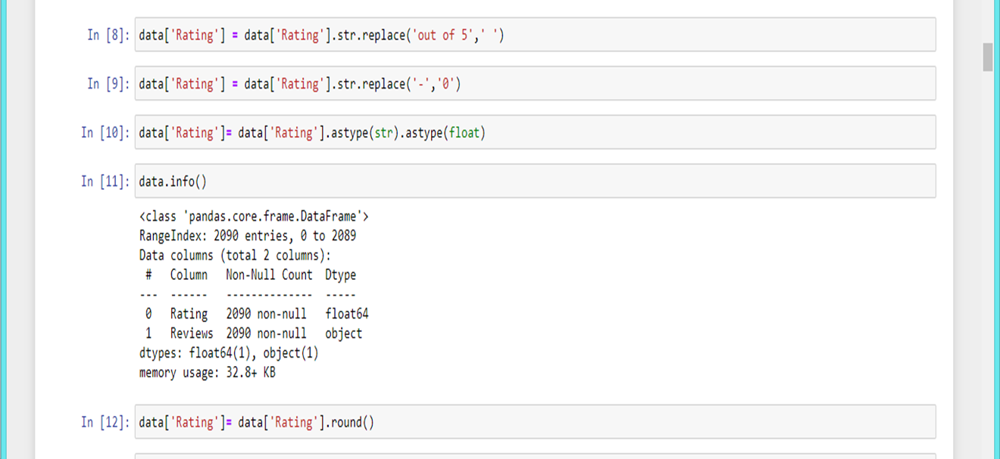 In [8]: data['Rating'] = data['Rating'].str.replace('out of 5',' ')
In [9]: data['Rating'] = data['Rating'].str.replace('-','0')
In [10]: data['Rating']= data['Rating'].astype(str).astype(float)
In [11]: data.info()
<class 'pandas.core.frame.DataFrame'>
RangeIndex: 2090 entries, 0 to 2089
Data columns (total 2 columns):
 #   Column   Non-Null Count  Dtype
---  ------   --------------  -----
 0   Rating   2090 non-null   float64
 1   Reviews  2090 non-null   object
dtypes: float64(1), object(1)
memory usage: 32.8+ KB
In [12]: data['Rating']= data['Rating'].round()